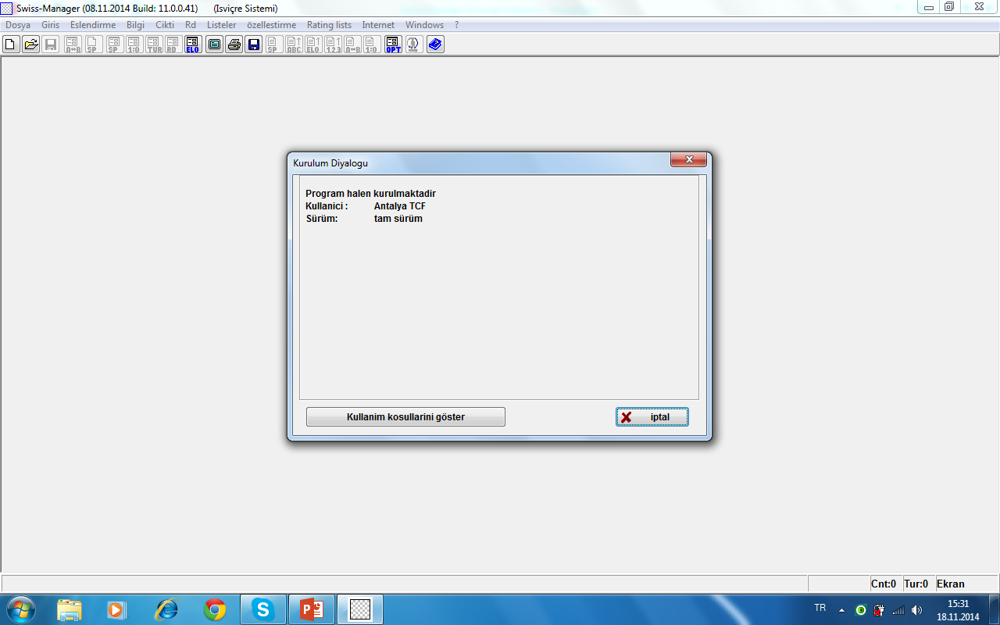 Swiss-Manager (08.11.2014 Build: 11.0.0.41) (Isviçre Sistemi)
Dosya Giris Eslendirme Bilgi Cikti Rd Listeler özellestirme Rating lists Internet Windows ?
A=B SP SP 1:0 TUR RD ELO SP ABC ELO 1.2.3 A=B 1:0 OPT
Kurulum Diyalogu
Program halen kurulmaktadir
Kullanici : Antalya TCF
Sürüm: tam sürüm
Kullanim kosullarini göster
iptal
Cnt:0 Tur:0 Ekran
TR
15:31
18.11.2014